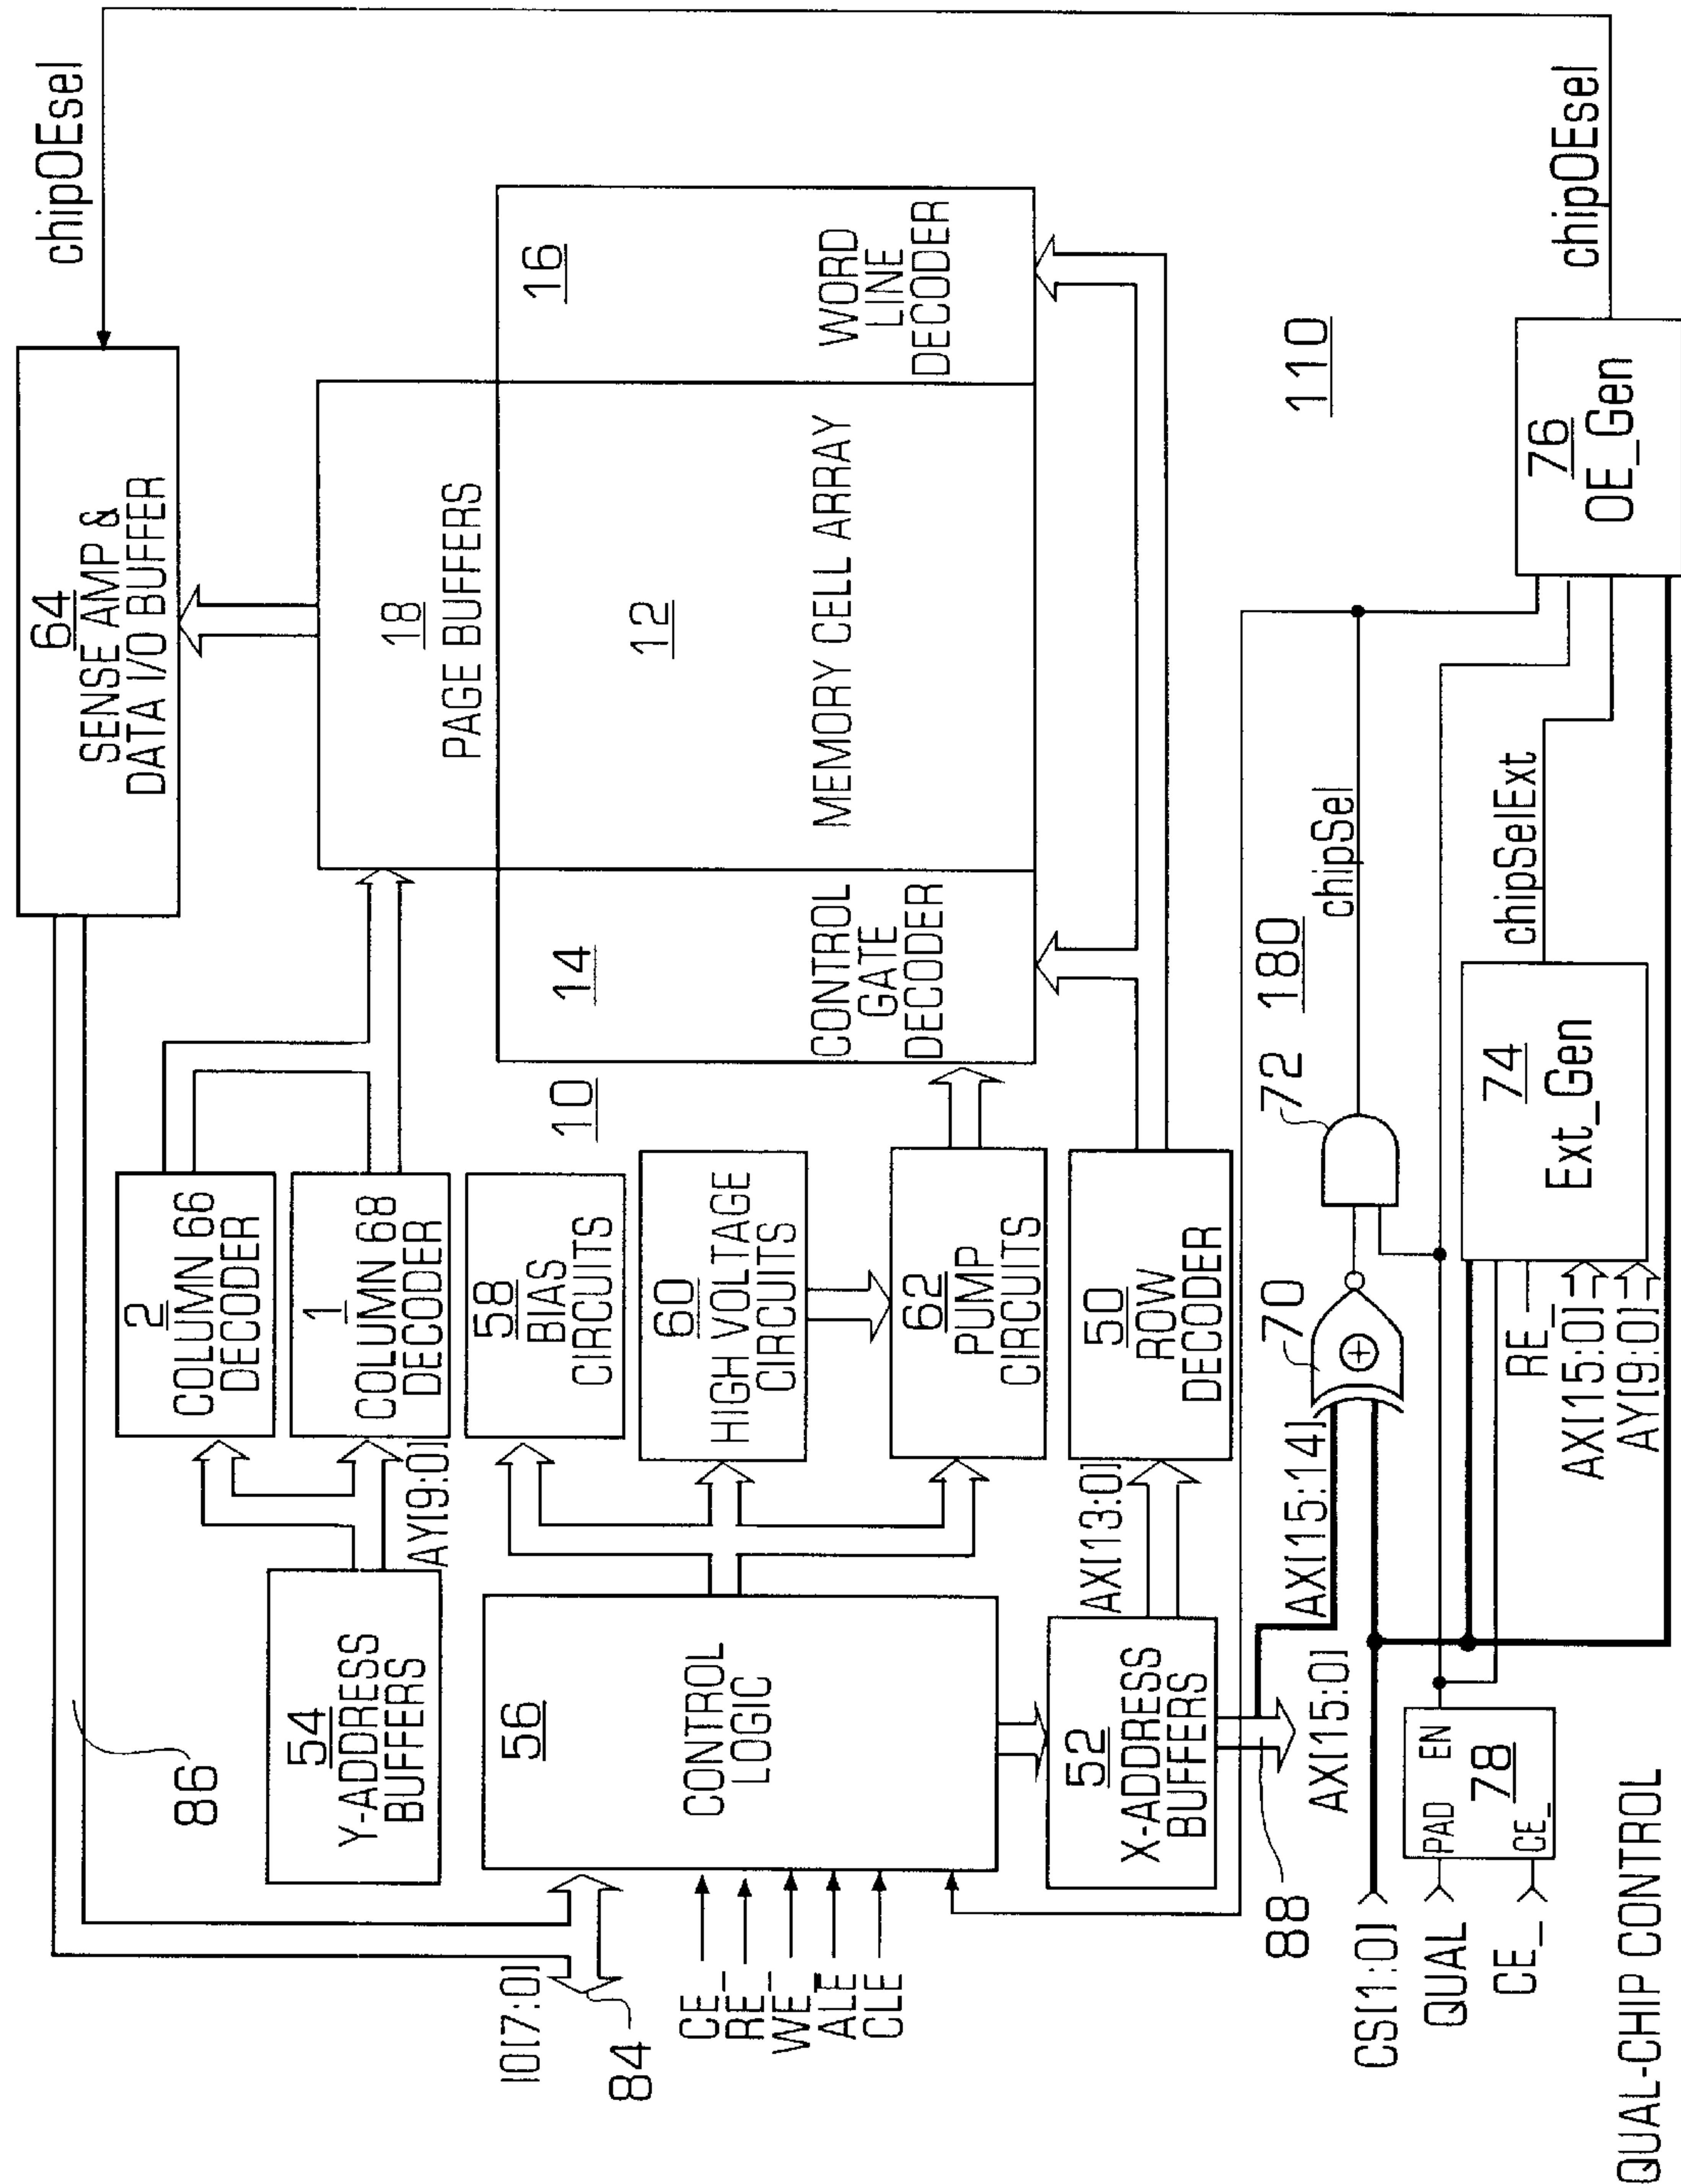 chipOEsel
64
SENSE AMP &
DATA I/O BUFFER
86
2
COLUMN 66
DECODER
1
COLUMN 68
DECODER
18
PAGE BUFFERS
54
Y-ADDRESS
BUFFERS
AY[9:0]
58
BIAS
CIRCUITS
10
14
CONTROL
GATE
DECODER
12
MEMORY CELL ARRAY
16
WORD
LINE
DECODER
IO[7:0]
84
56
CONTROL
LOGIC
60
HIGH VOLTAGE
CIRCUITS
CE_
RE_
WE_
ALE
CLE
62
PUMP
CIRCUITS
52
X-ADDRESS
BUFFERS
AX[13:0]
50
ROW
DECODER
88
AX[15:0]
AX[15:14]
70
72
180
chipSel
110
CS[1:0]
QUAL
CE_
PAD EN
78
CE_
RE_
AX[15:0]
AY[9:0]
74
Ext_Gen
chipSelExt
76
OE_Gen
chipOEsel
QUAL-CHIP CONTROL